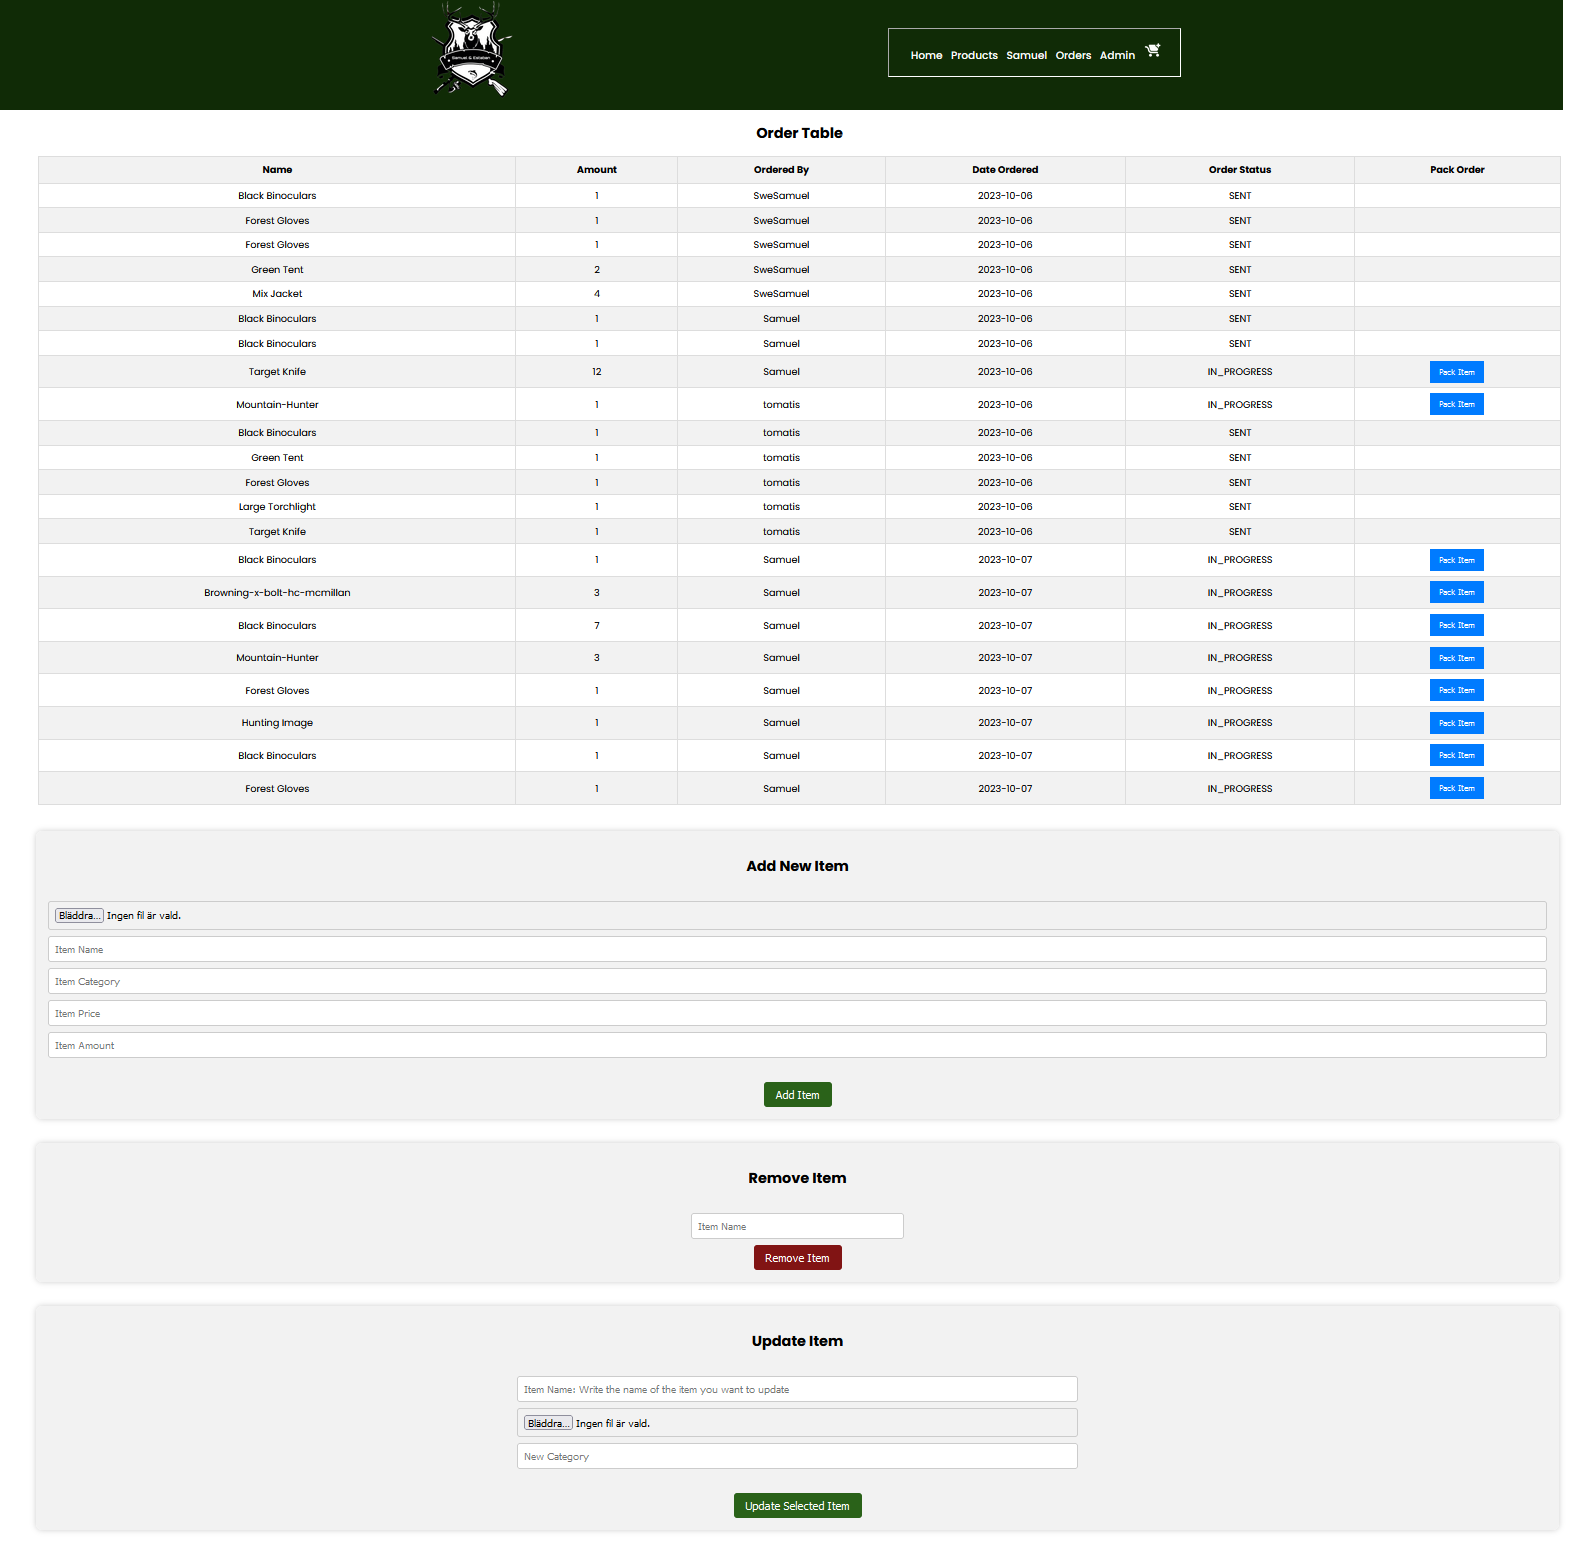 Samuel & Esteban
Home Products Samuel Orders Admin
Order Table
Name Amount Ordered By Date Ordered Order Status Pack Order
Black Binoculars 1 SweSamuel 2023-10-06 SENT
Forest Gloves 1 SweSamuel 2023-10-06 SENT
Forest Gloves 1 SweSamuel 2023-10-06 SENT
Green Tent 2 SweSamuel 2023-10-06 SENT
Mix Jacket 4 SweSamuel 2023-10-06 SENT
Black Binoculars 1 Samuel 2023-10-06 SENT
Black Binoculars 1 Samuel 2023-10-06 SENT
Target Knife 12 Samuel 2023-10-06 IN_PROGRESS Pack Item
Mountain-Hunter 1 tomatis 2023-10-06 IN_PROGRESS Pack Item
Black Binoculars 1 tomatis 2023-10-06 SENT
Green Tent 1 tomatis 2023-10-06 SENT
Forest Gloves 1 tomatis 2023-10-06 SENT
Large Torchlight 1 tomatis 2023-10-06 SENT
Target Knife 1 tomatis 2023-10-06 SENT
Black Binoculars 1 Samuel 2023-10-07 IN_PROGRESS Pack Item
Browning-x-bolt-hc-mcmillan 3 Samuel 2023-10-07 IN_PROGRESS Pack Item
Black Binoculars 7 Samuel 2023-10-07 IN_PROGRESS Pack Item
Mountain-Hunter 3 Samuel 2023-10-07 IN_PROGRESS Pack Item
Forest Gloves 1 Samuel 2023-10-07 IN_PROGRESS Pack Item
Hunting Image 1 Samuel 2023-10-07 IN_PROGRESS Pack Item
Black Binoculars 1 Samuel 2023-10-07 IN_PROGRESS Pack Item
Forest Gloves 1 Samuel 2023-10-07 IN_PROGRESS Pack Item
Add New Item
Bläddra... Ingen fil är vald.
Item Name
Item Category
Item Price
Item Amount
Add Item
Remove Item
Item Name
Remove Item
Update Item
Item Name: Write the name of the item you want to update
Bläddra... Ingen fil är vald.
New Category
Update Selected Item